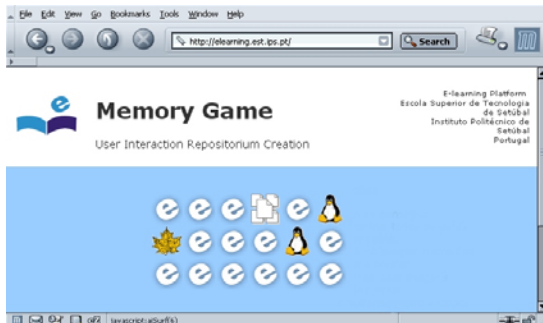 File Edit View Go Bookmarks Tools Window Help
http://elearning.est.ips.pt/
Search
Memory Game
User Interaction Repositorium Creation
E-learning Platform
Escola Superior de Tecnologia
de Setúbal
Instituto Politécnico de
Setúbal
Portugal